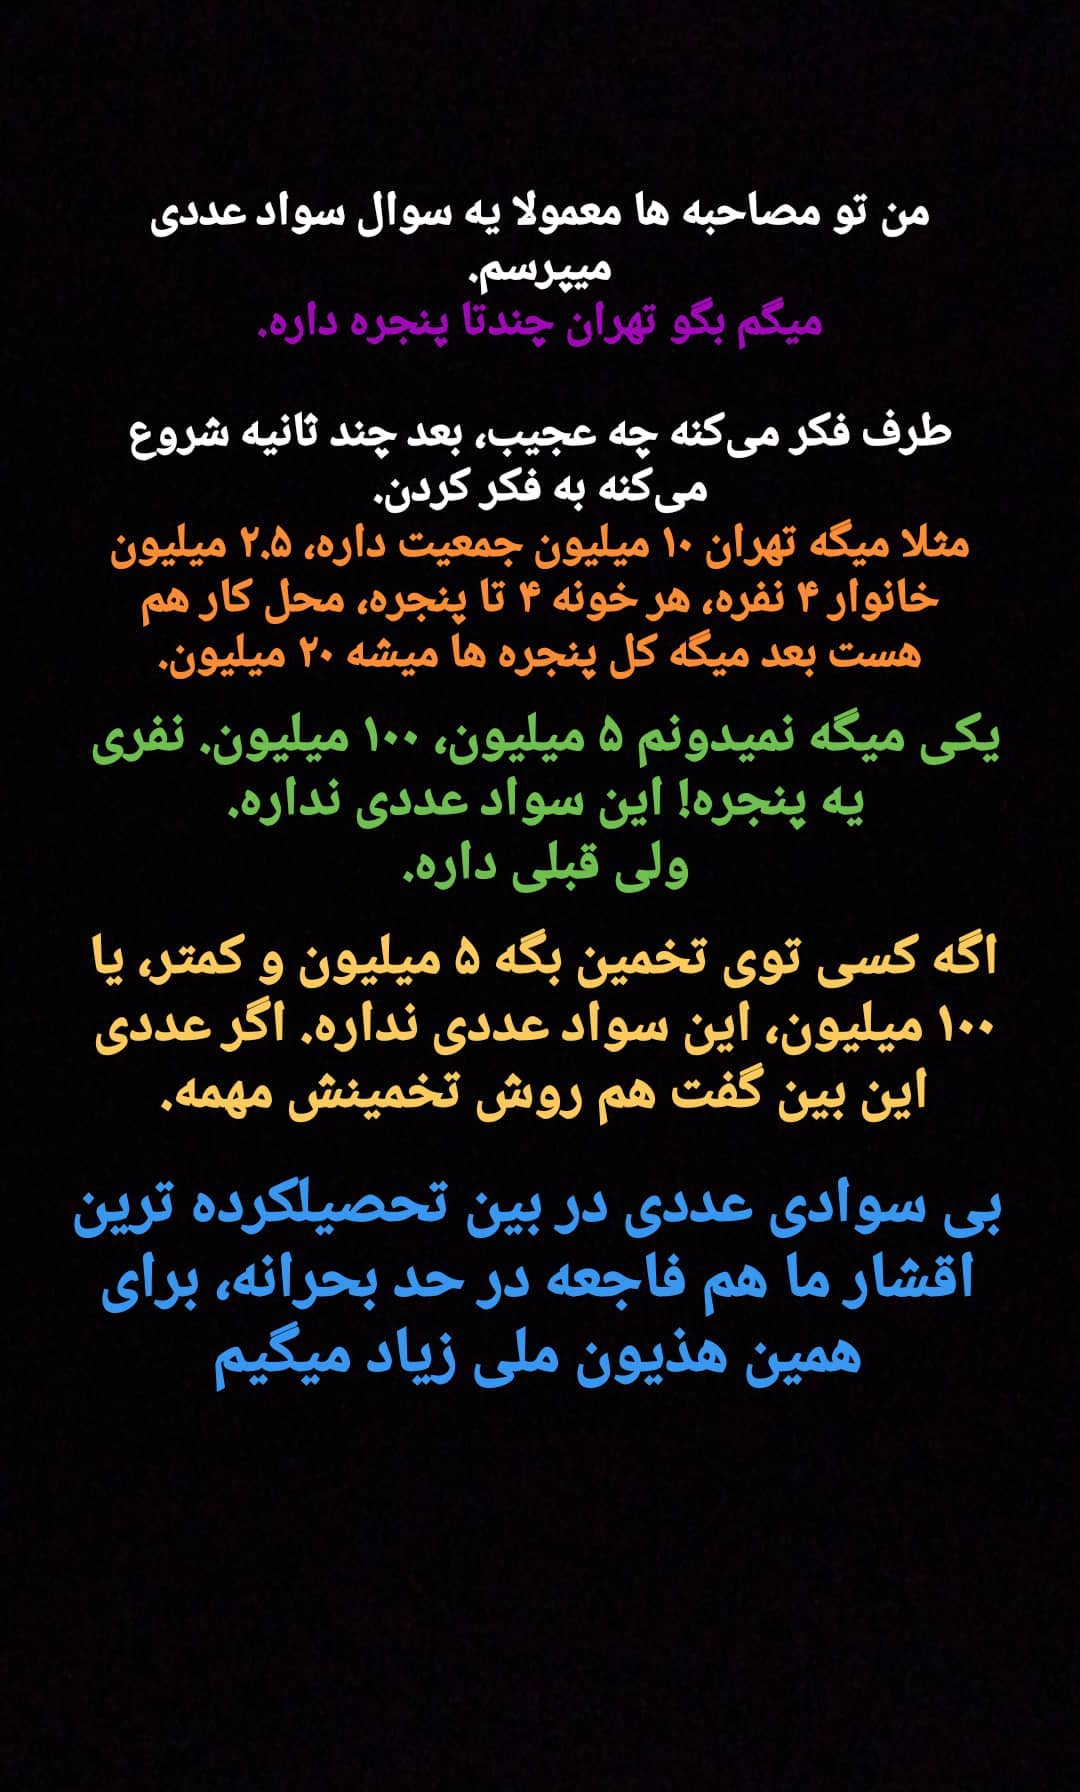 من تو مصاحبه ها معمولا یه سوال سواد عددی
میپرسم.
میگم بگو تهران چندتا پنجره داره.
طرف فکر می‌کنه چه عجیب، بعد چند ثانیه شروع
می‌کنه به فکر کردن.
مثلا میگه تهران ۱۰ میلیون جمعیت داره، ۲.۵ میلیون
خانوار ۴ نفره، هر خونه ۴ تا پنجره، محل کار هم
هست بعد میگه کل پنجره ها میشه ۲۰ میلیون.
یکی میگه نمیدونم ۵ میلیون، ۱۰۰ میلیون. نفری
یه پنجره! این سواد عددی نداره.
ولی قبلی داره.
اگه کسی توی تخمین بگه ۵ میلیون و کمتر، یا
۱۰۰ میلیون، این سواد عددی نداره. اگر عددی
این بین گفت هم روش تخمینش مهمه.
بی سوادی عددی در بین تحصیلکرده ترین
اقشار ما هم فاجعه در حد بحرانه، برای
همین هذیون ملی زیاد میگیم